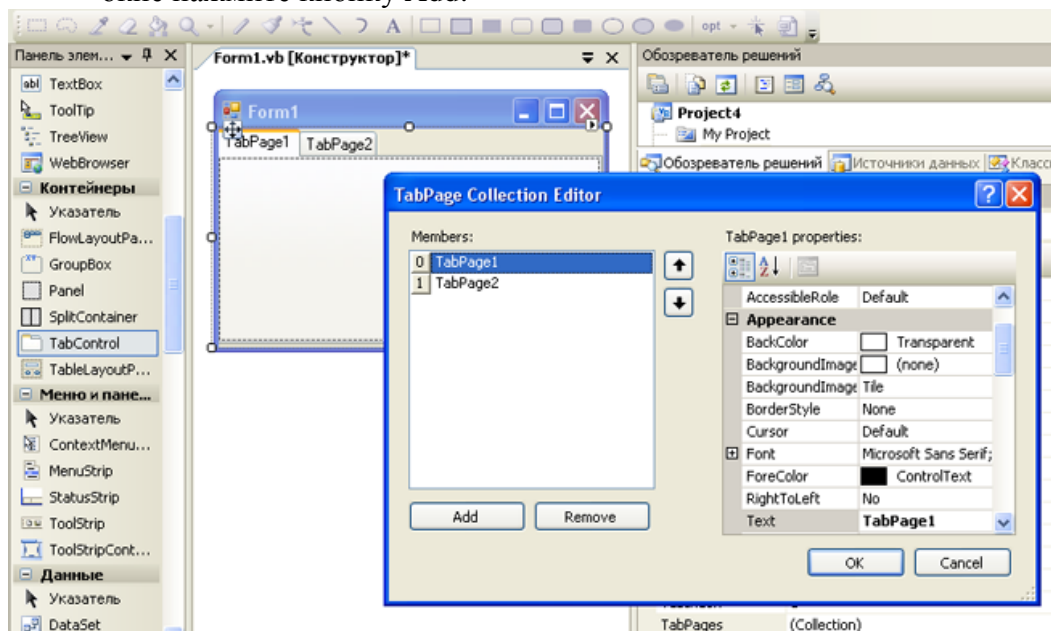 opt
Панель элем...
Form1.vb [Конструктор]*
Обозреватель решений
abl TextBox
ToolTip
TreeView
WebBrowser
Контейнеры
Указатель
FlowLayoutPa...
GroupBox
Panel
SplitContainer
TabControl
TableLayoutP...
Меню и пане...
Указатель
ContextMenu...
MenuStrip
StatusStrip
ToolStrip
ToolStripCont...
Данные
Указатель
DataSet
Form1
TabPage1 TabPage2
Project4
My Project
Обозреватель решений Источники данных
TabPage Collection Editor
Members:
0 TabPage1
1 TabPage2
Add Remove
TabPage1 properties:
AccessibleRole Default
Appearance
BackColor Transparent
BackgroundImage (none)
BackgroundImage Tile
BorderStyle None
Cursor Default
Font Microsoft Sans Serif;
ForeColor ControlText
RightToLeft No
Text TabPage1
OK Cancel
TabPages (Collection)